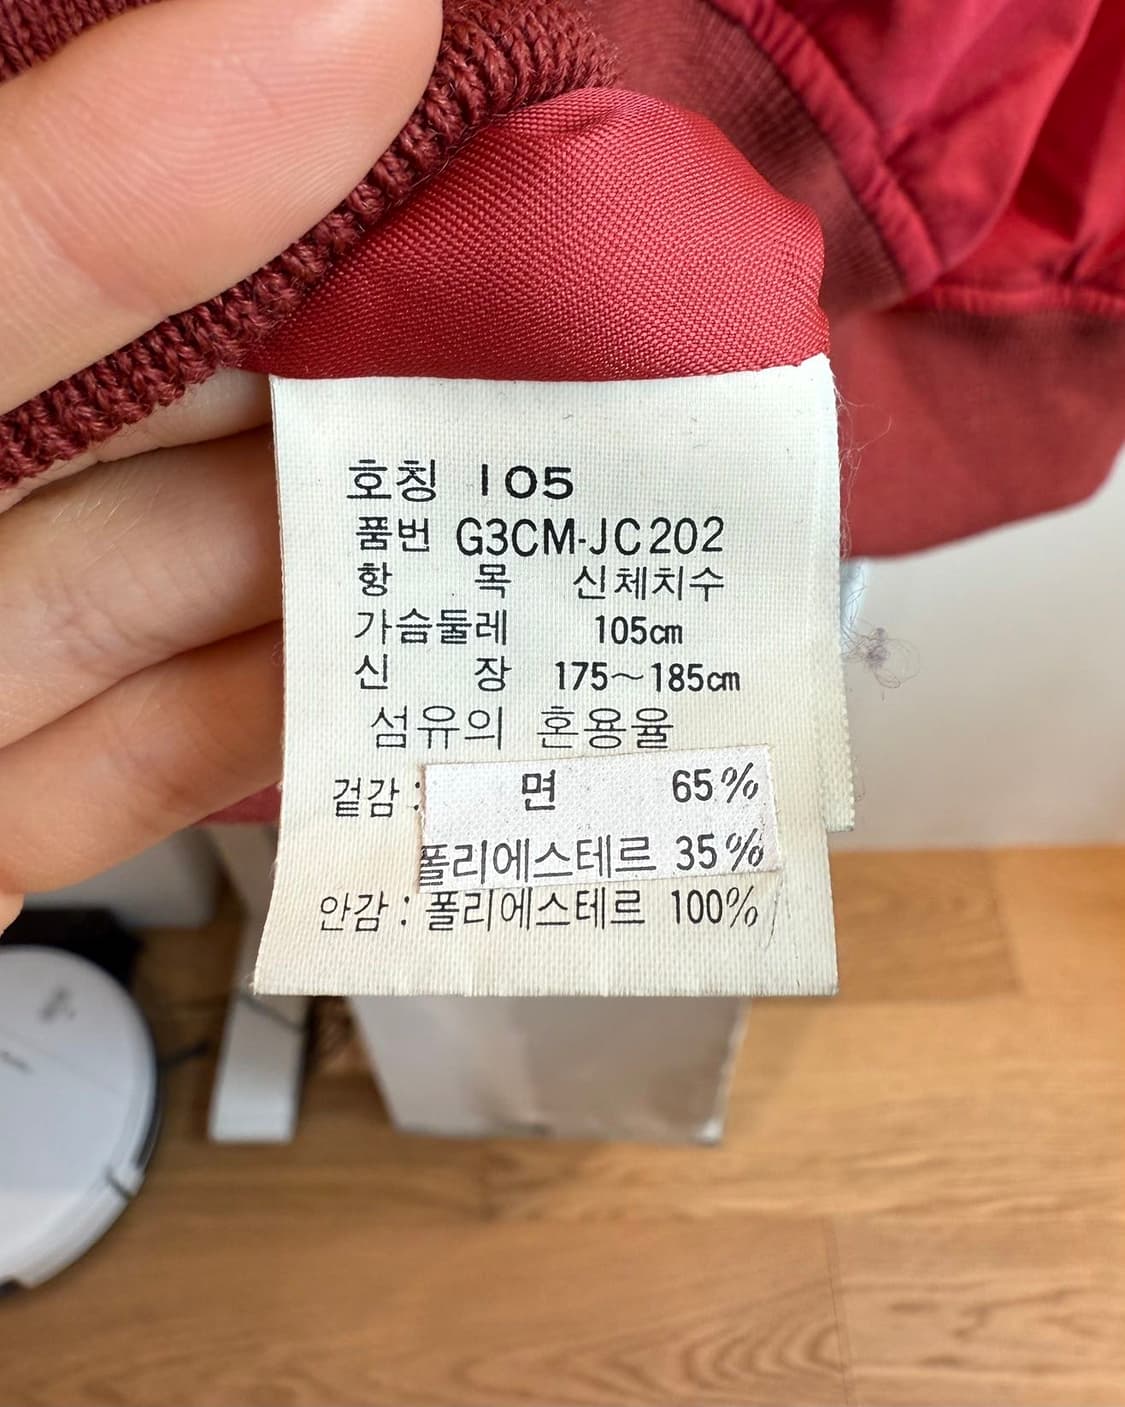 호칭 105
품번 G3CM-JC202
항 목 신체치수
가슴둘레 105cm
신 장 175~185cm
섬유의 혼용율
겉감: 면 65%
폴리에스테르 35%
안감: 폴리에스테르 100%